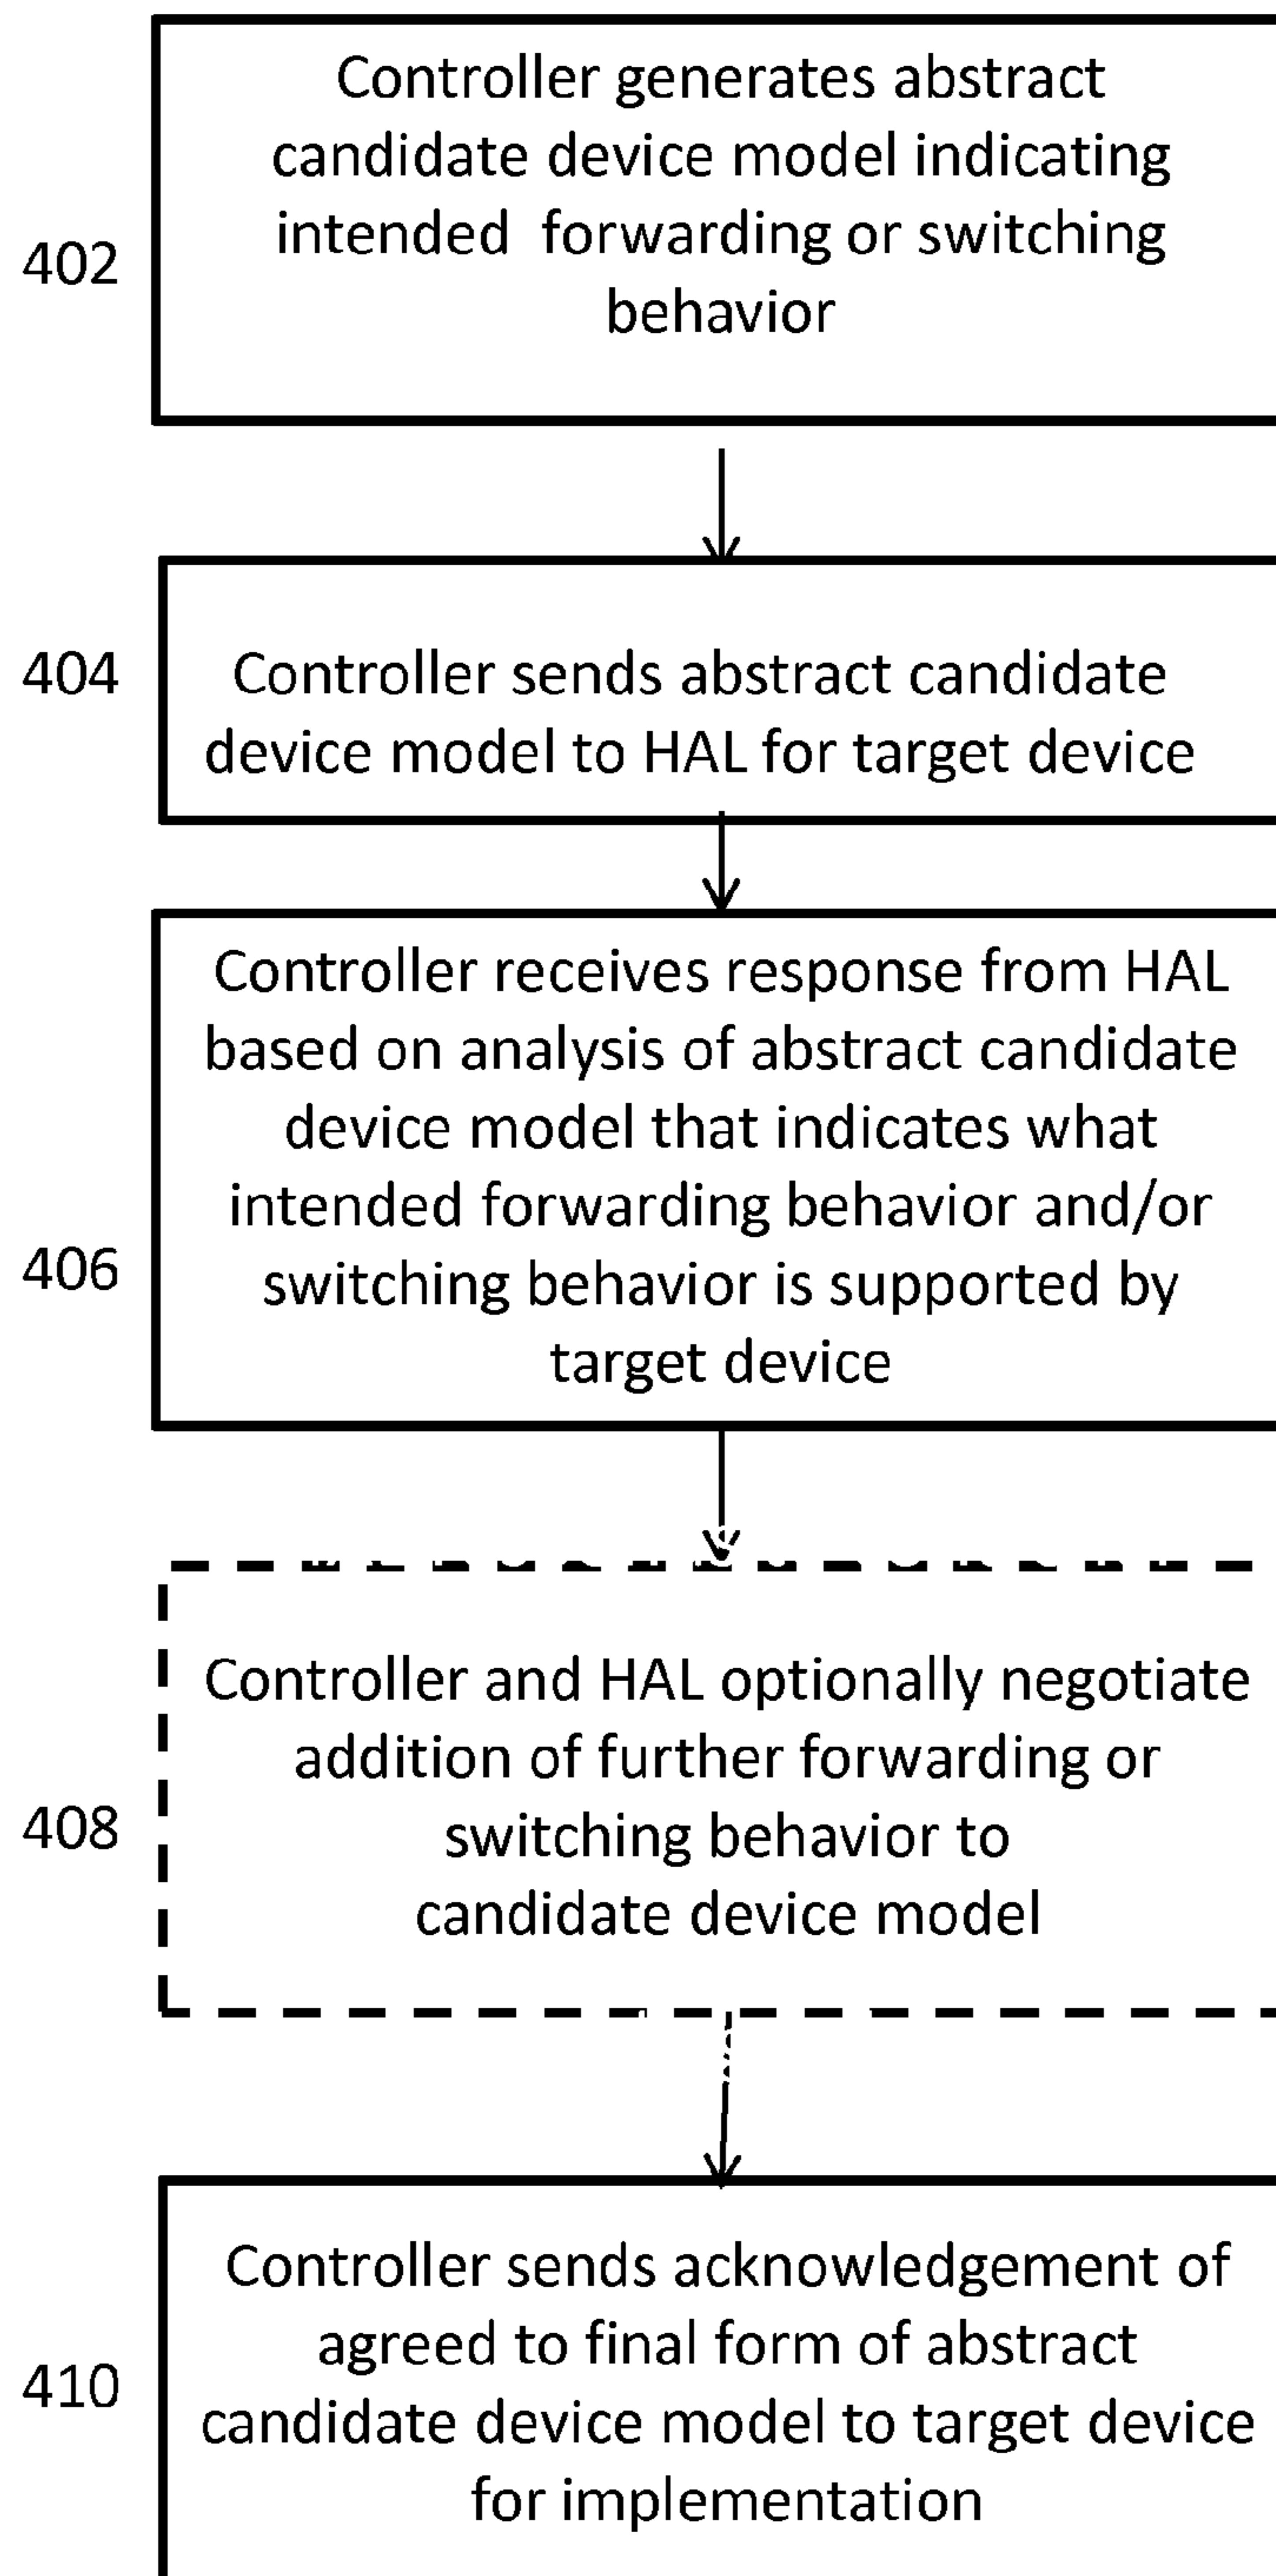 Controller generates abstract
candidate device model indicating
intended forwarding or switching
behavior
402
404
Controller sends abstract candidate
device model to HAL for target device
Controller receives response from HAL
based on analysis of abstract candidate
device model that indicates what
intended forwarding behavior and/or
switching behavior is supported by
target device
406
Controller and HAL optionally negotiate
addition of further forwarding or
switching behavior to
candidate device model
408
Controller sends acknowledgement of
agreed to final form of abstract
candidate device model to target device
for implementation
410